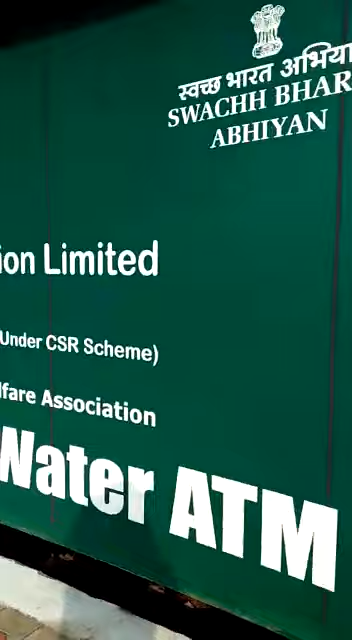 स्वच्छ भारत अभिया
SWACHH BHAR
ABHIYAN
ion Limited
Under CSR Scheme)
lfare Association
Water ATM